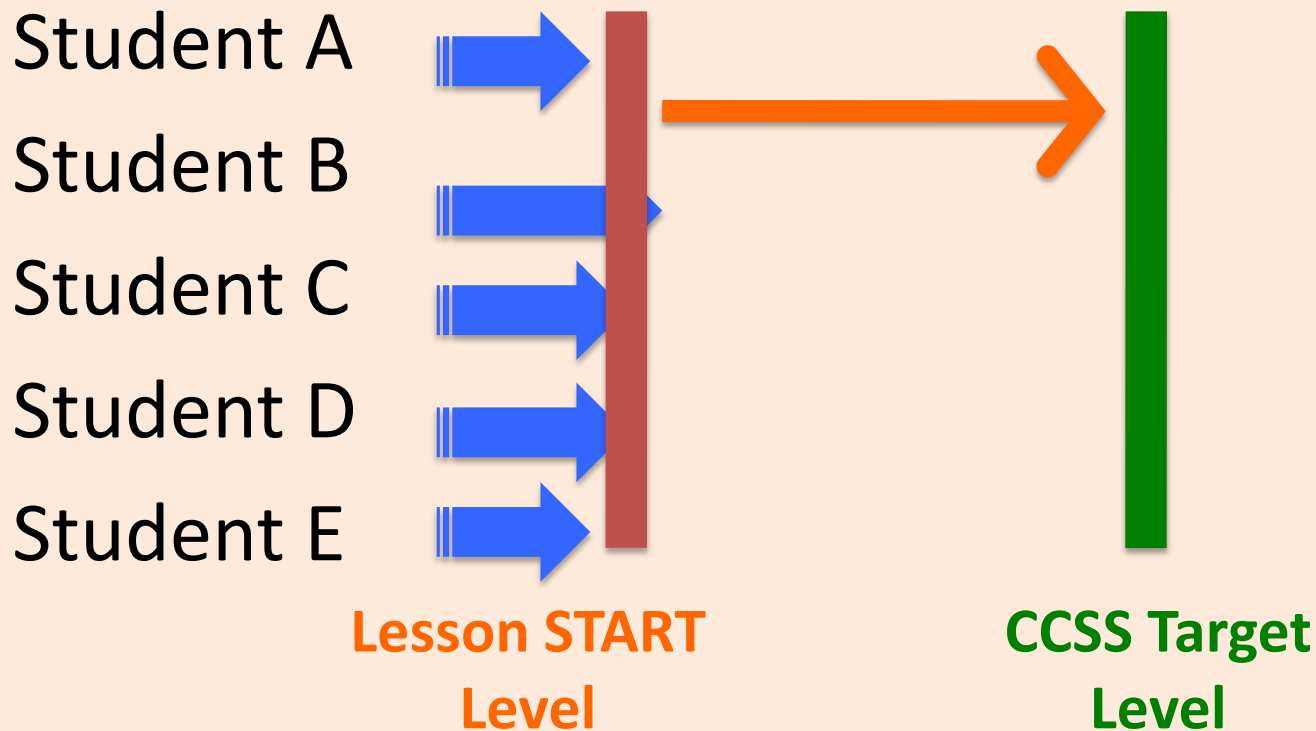 Student A
Student B
Student C
Student D
Student E
Lesson START
Level
CCSS Target
Level